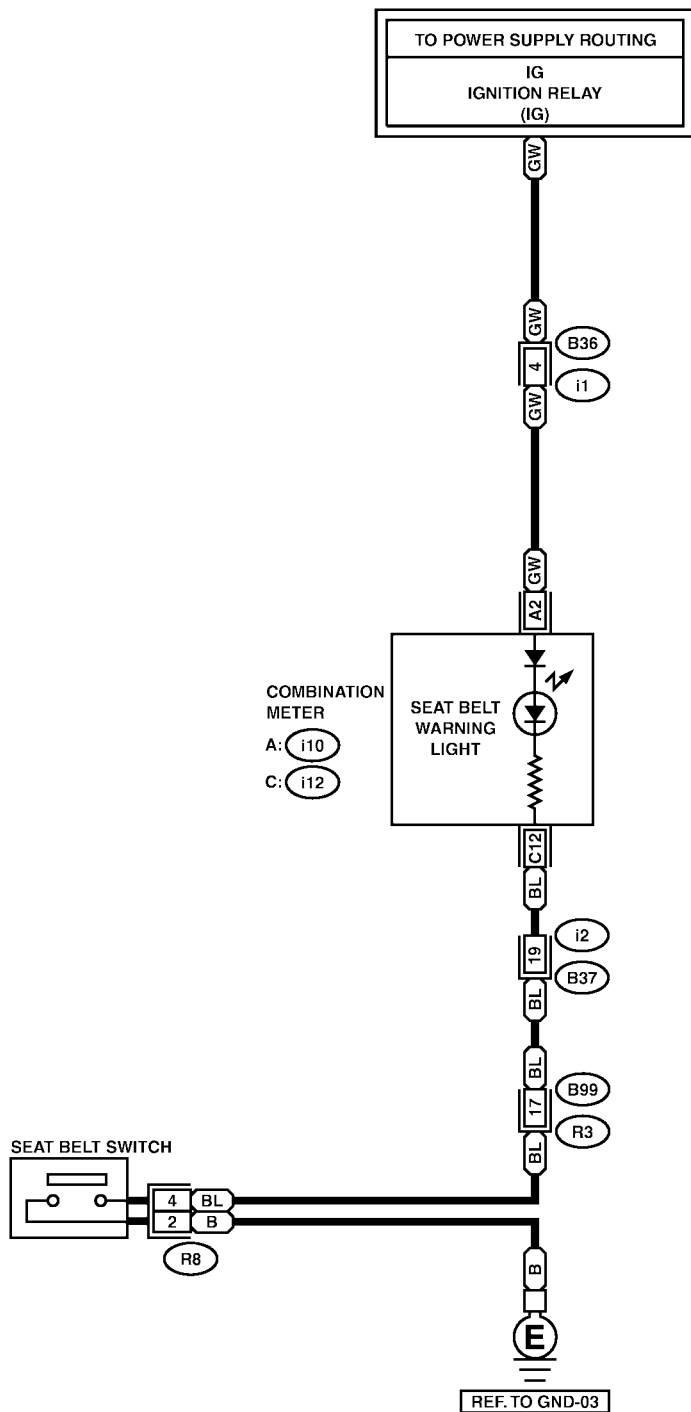 TO POWER SUPPLY ROUTING
IG
IGNITION RELAY
(IG)
GW
GW
B36
4
i1
GW
GW
A2
COMBINATION
METER
A: i10
C: i12
SEAT BELT
WARNING
LIGHT
C12
BL
i2
19
B37
BL
BL
B99
17
R3
BL
SEAT BELT SWITCH
4 BL
2 B
R8
B
E
REF. TO GND-03